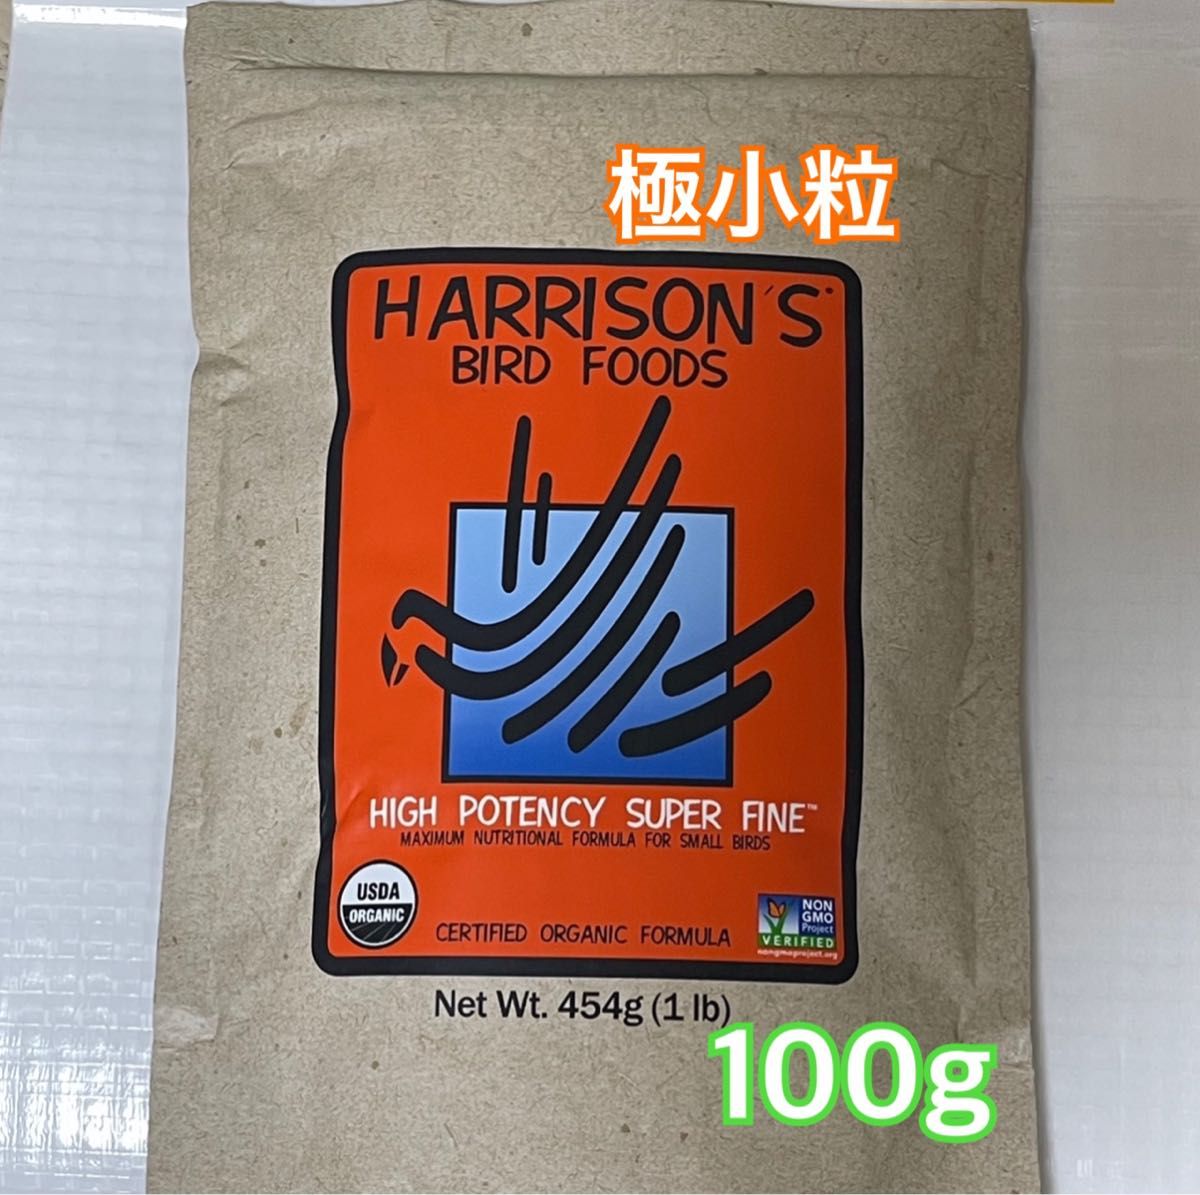 極小粒
HARRISON'S
BIRD FOODS
HIGH POTENCY SUPER FINE™
MAXIMUM NUTRITIONAL FORMULA FOR SMALL BIRDS
USDA
ORGANIC
CERTIFIED ORGANIC FORMULA
NON
GMO
Project
VERIFIED
nongmoproject.org
Net Wt. 454g (1 lb)
100g